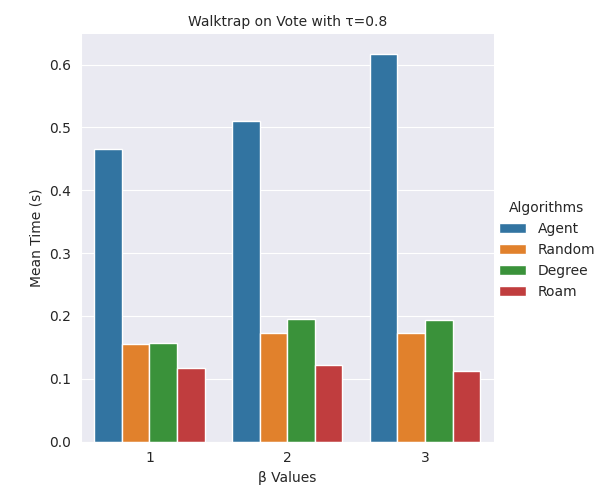 Walktrap on Vote with τ=0.8
Mean Time (s)
0.6
0.5
0.4
0.3
0.2
0.1
0.0
1
2
3
β Values
Algorithms
Agent
Random
Degree
Roam